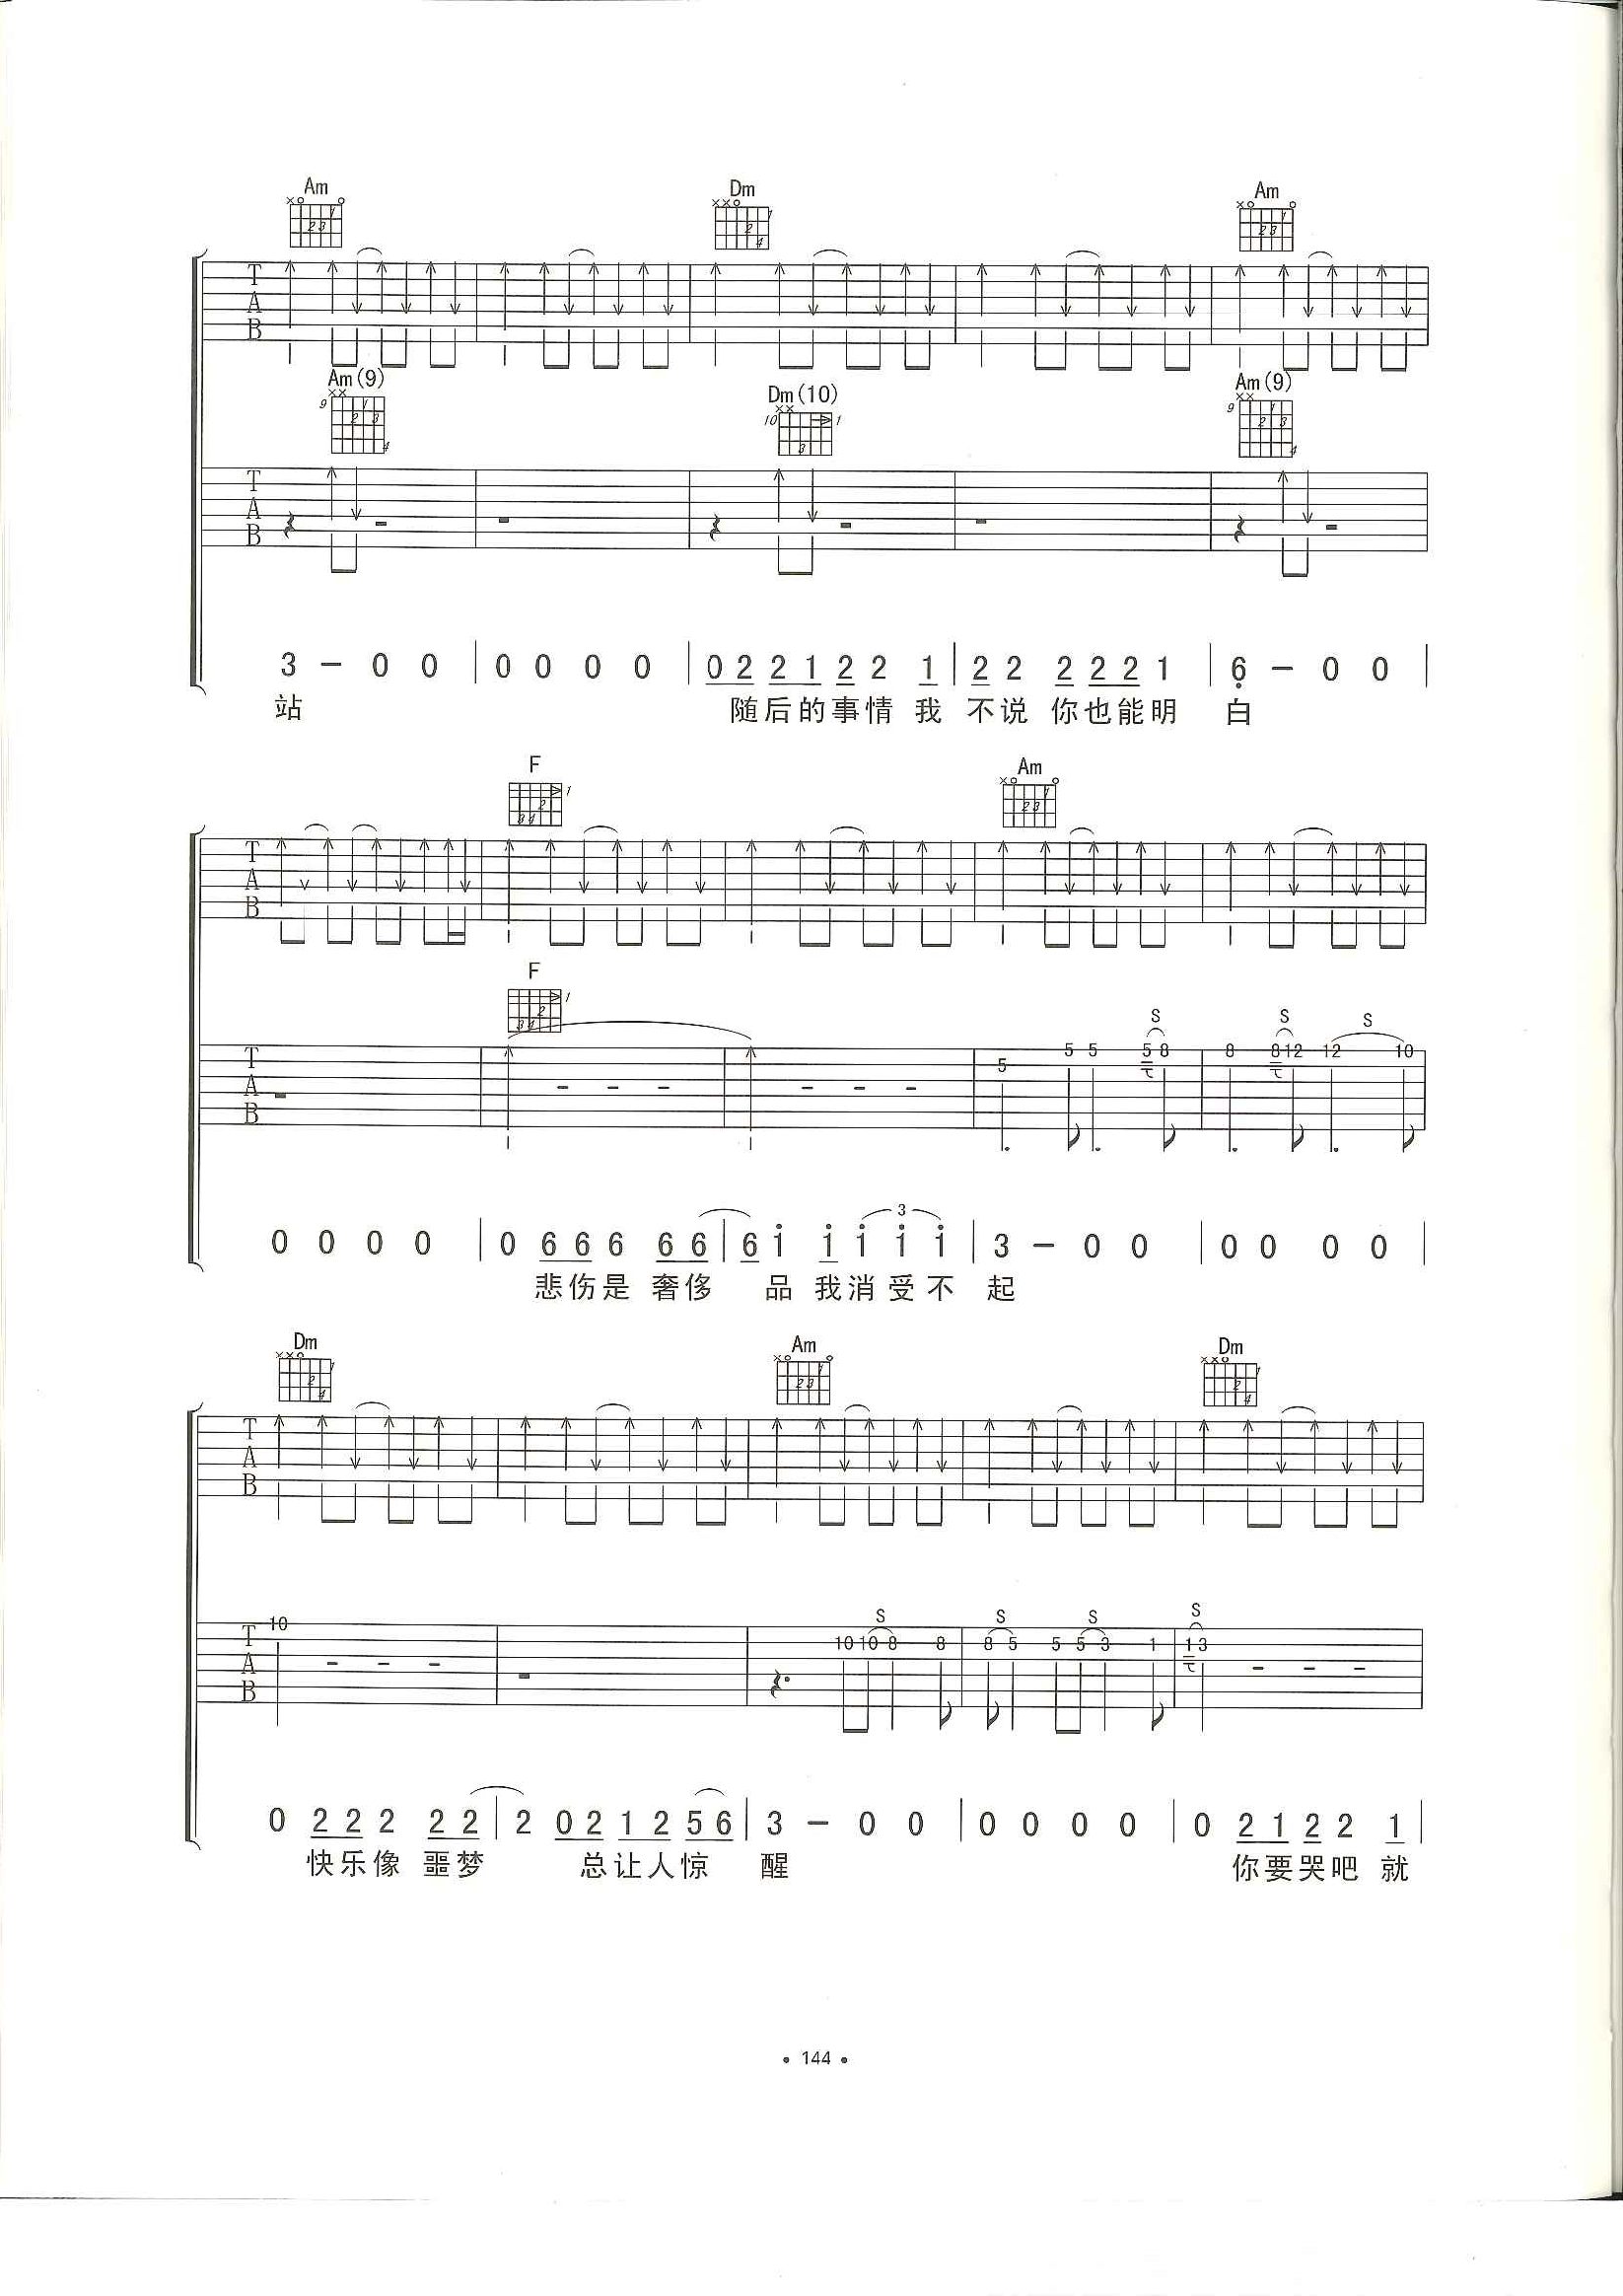 Am Dm Am
T
A
B
Am(9) Dm(10) Am(9)
9 10 9
T
A
B
3 - 0 0 | 0 0 0 0 | 0 2 2 1 2 2 1 | 2 2 2 2 2 1 | 6 - 0 0 |
站 随后的事情 我 不说 你也能明 白
F Am
T
A
B
F
S S S
T
A
B
5 5 5 5 8 8 8 12 12 10
3
0 0 0 0 | 0 6 6 6 6 6 | 6 i i i i i | 3 - 0 0 | 0 0 0 0 |
悲伤是 奢侈 品 我消受不 起
Dm Am Dm
T
A
B
S S S S
10 10 10 8 8 8 5 5 5 3 1 1 3
T
A
B
0 2 2 2 2 2 | 2 0 2 1 2 5 6 | 3 - 0 0 | 0 0 0 0 | 0 2 1 2 2 1 |
快乐像 噩梦 总让人惊 醒 你要哭吧 就
• 144 •